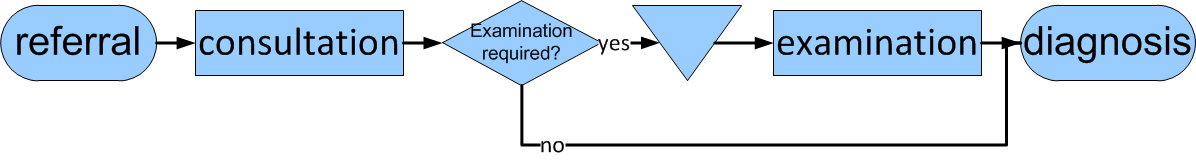 referral
consultation
Examination
required?
yes
examination
diagnosis
no